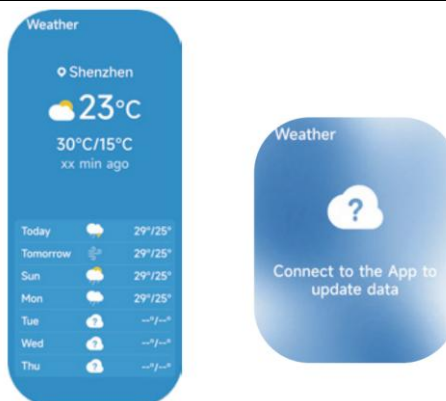 Weather
Shenzhen
23°C
30°C/15°C
xx min ago
Today 29°/25°
Tomorrow 29°/25°
Sun 29°/25°
Mon 29°/25°
Tue ? --°/--°
Wed ? --°/--°
Thu ? --°/--°
Weather
?
Connect to the App to
update data